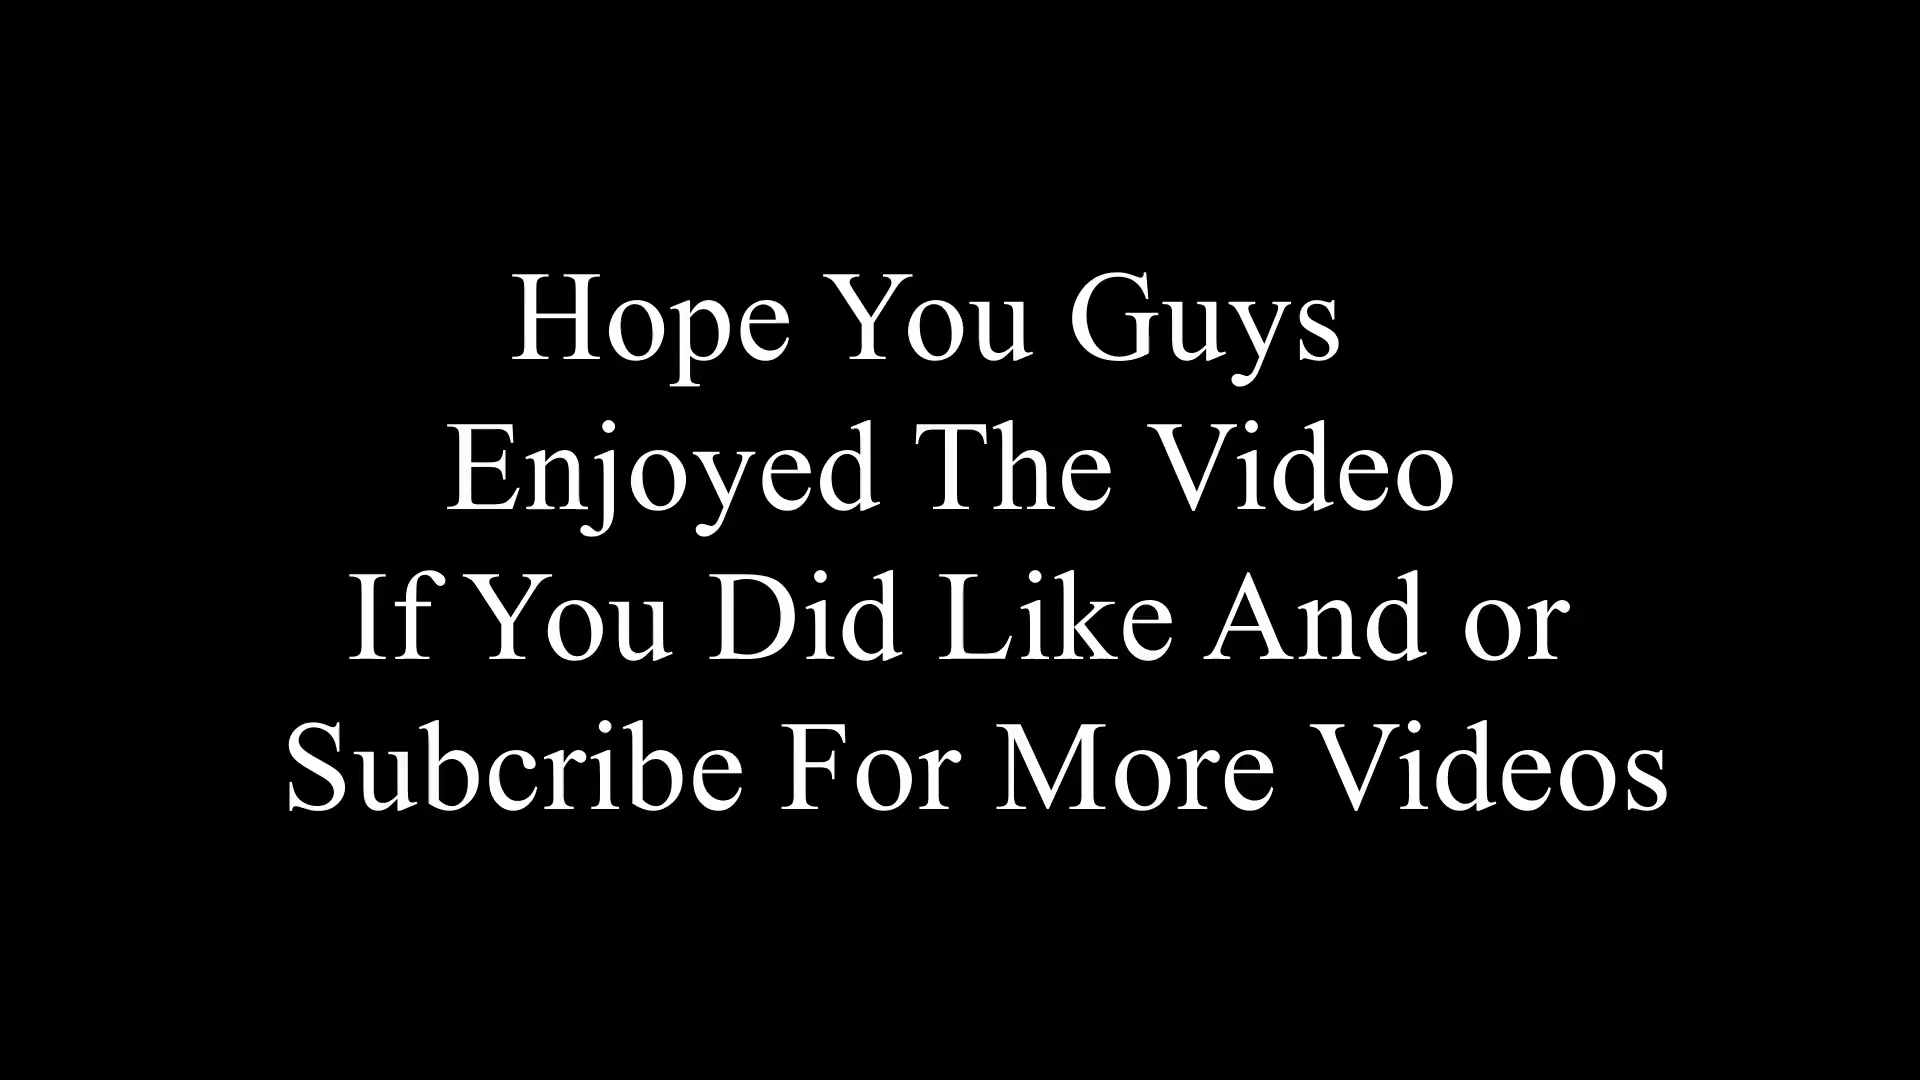 Hope You Guys
Enjoyed The Video
If You Did Like And or
Subcribe For More Videos